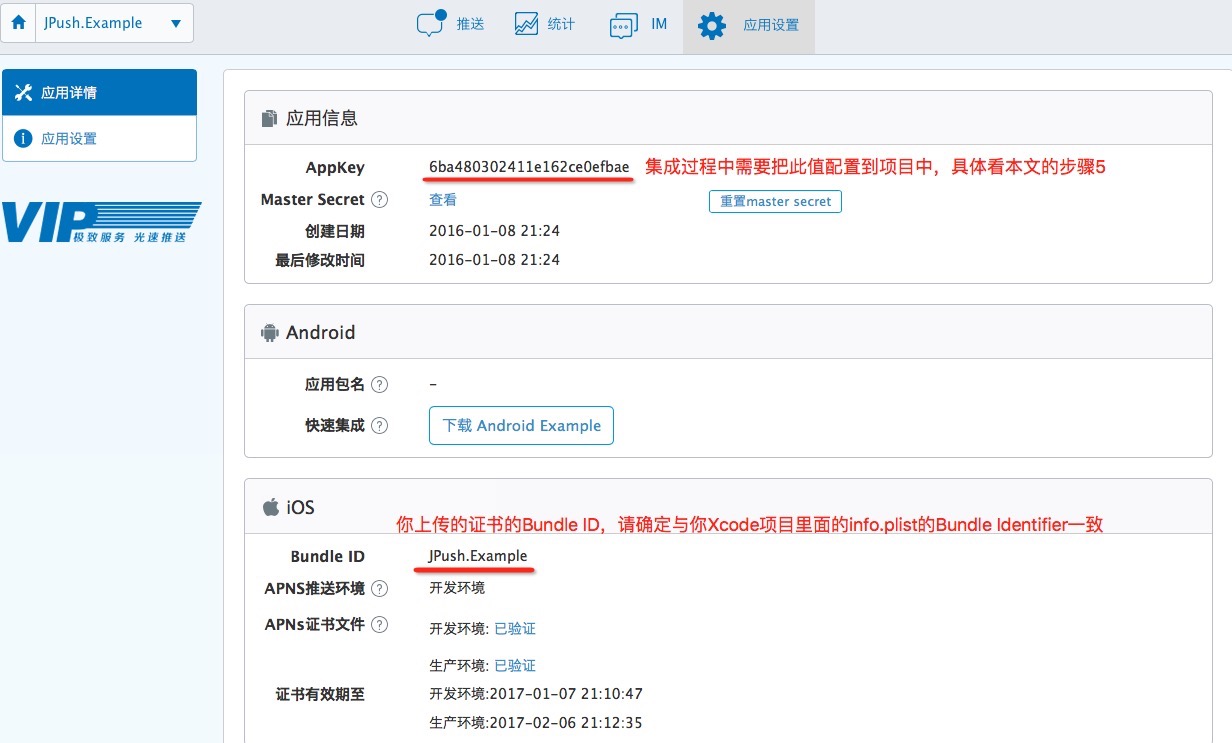 JPush.Example
推送
统计
IM
应用设置
应用详情
应用设置
VIP
极致服务 光速推送
应用信息
AppKey 6ba480302411e162ce0efbae 集成过程中需要把此值配置到项目中，具体看本文的步骤5
Master Secret ? 查看 重置master secret
创建日期 2016-01-08 21:24
最后修改时间 2016-01-08 21:24
Android
应用包名 ? –
快速集成 ? 下载 Android Example
iOS
你上传的证书的Bundle ID，请确定与你Xcode项目里面的info.plist的Bundle Identifier一致
Bundle ID JPush.Example
APNS推送环境 ? 开发环境
APNs证书文件 ? 开发环境: 已验证
生产环境: 已验证
证书有效期至 开发环境:2017-01-07 21:10:47
生产环境:2017-02-06 21:12:35